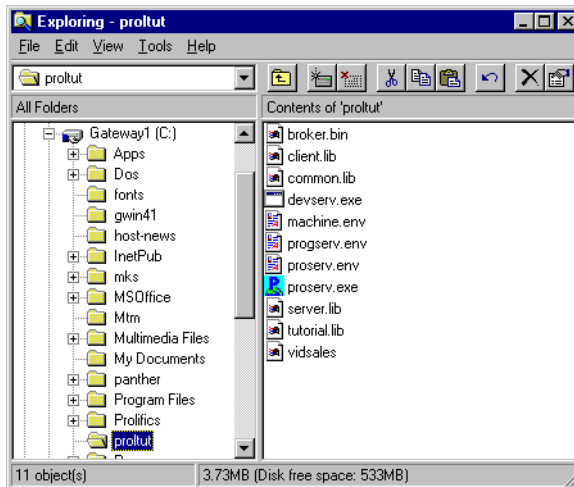 Exploring - proltut
File Edit View Tools Help
proltut
All Folders
Contents of 'proltut'
Gateway1 (C:)
Apps
Dos
fonts
gwin41
host-news
InetPub
mks
MSOffice
Mtm
Multimedia Files
My Documents
panther
Program Files
Prolifics
proltut
broker.bin
client.lib
common.lib
devserv.exe
machine.env
progserv.env
proserv.env
proserv.exe
server.lib
tutorial.lib
vidsales
11 object(s)
3.73MB (Disk free space: 533MB)